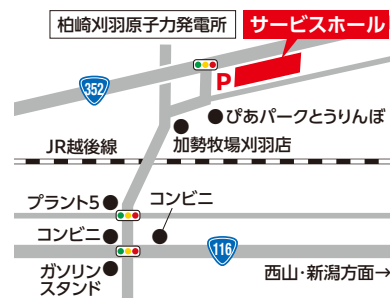 柏崎刈羽原子力発電所
サービスホール
352
P
ぴあパークとうりんぼ
加勢牧場刈羽店
JR越後線
プラント5
コンビニ
コンビニ
116
ガソリン
スタンド
西山・新潟方面→